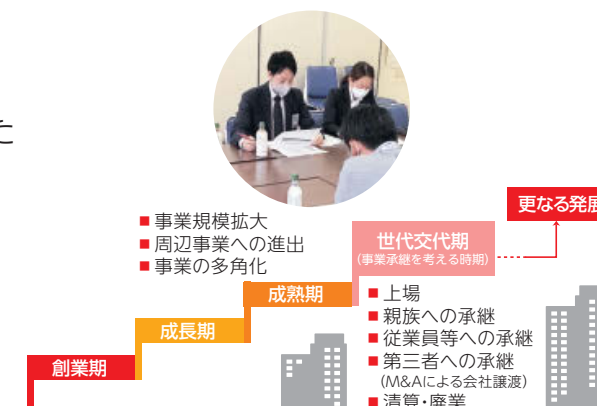 た
■ 事業規模拡大
■ 周辺事業への進出
■ 事業の多角化
更なる発展
世代交代期
(事業承継を考える時期)
成熟期
成長期
創業期
■ 上場
■ 親族への承継
■ 従業員等への承継
■ 第三者への承継
(M&Aによる会社譲渡)
■ 清算・廃業